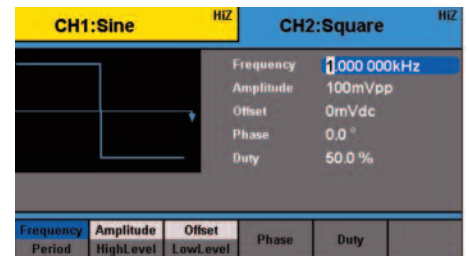 CH1:Sine HiZ CH2:Square HiZ
Frequency 1.000 000kHz
Amplitude 100mVpp
Offset 0mVdc
Phase 0.0 °
Duty 50.0 %
Frequency Amplitude Offset Phase Duty
Period HighLevel LowLevel